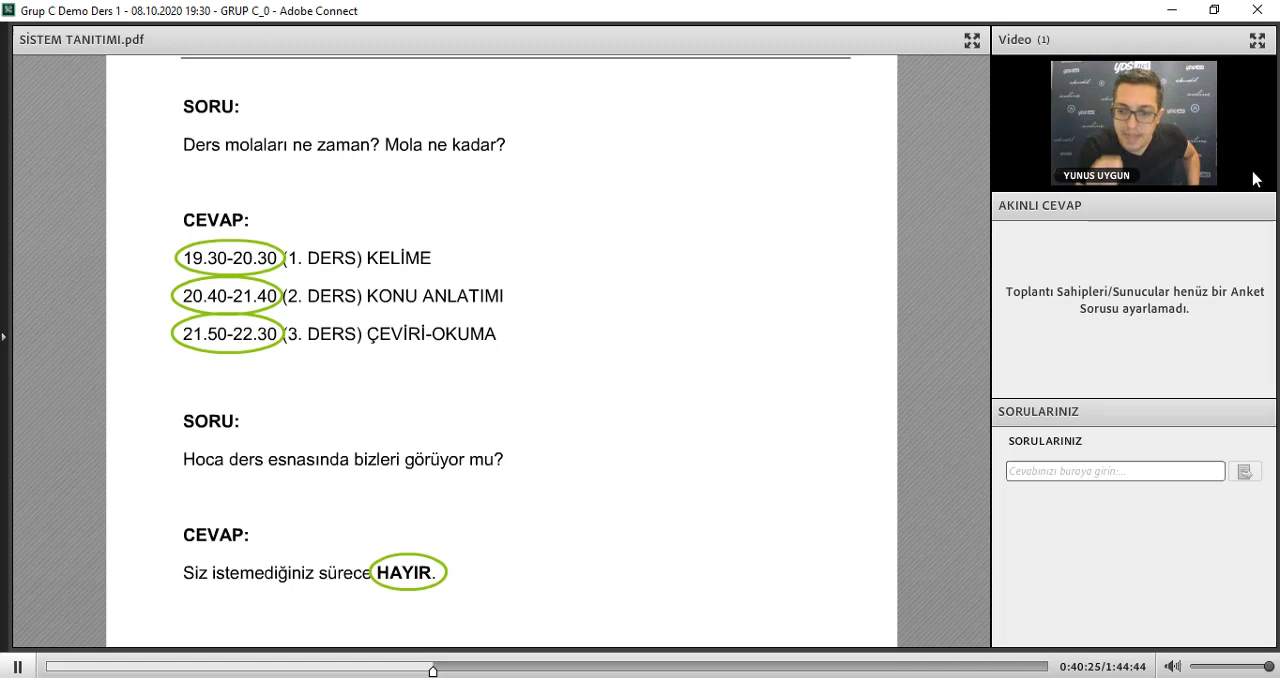 Grup C Demo Ders 1 - 08.10.2020 19:30 - GRUP C_0 - Adobe Connect
SİSTEM TANITIMI.pdf
SORU:
Ders molaları ne zaman? Mola ne kadar?
CEVAP:
19.30-20.30 (1. DERS) KELİME
20.40-21.40 (2. DERS) KONU ANLATIMI
21.50-22.30 (3. DERS) ÇEVİRİ-OKUMA
SORU:
Hoca ders esnasında bizleri görüyor mu?
CEVAP:
Siz istemediğiniz sürece HAYIR.
Video (1)
YUNUS UYGUN
AKINLI CEVAP
Toplantı Sahipleri/Sunucular henüz bir Anket
Sorusu ayarlamadı.
SORULARINIZ
SORULARINIZ
Cevabınızı buraya girin:...
0:40:25/1:44:44